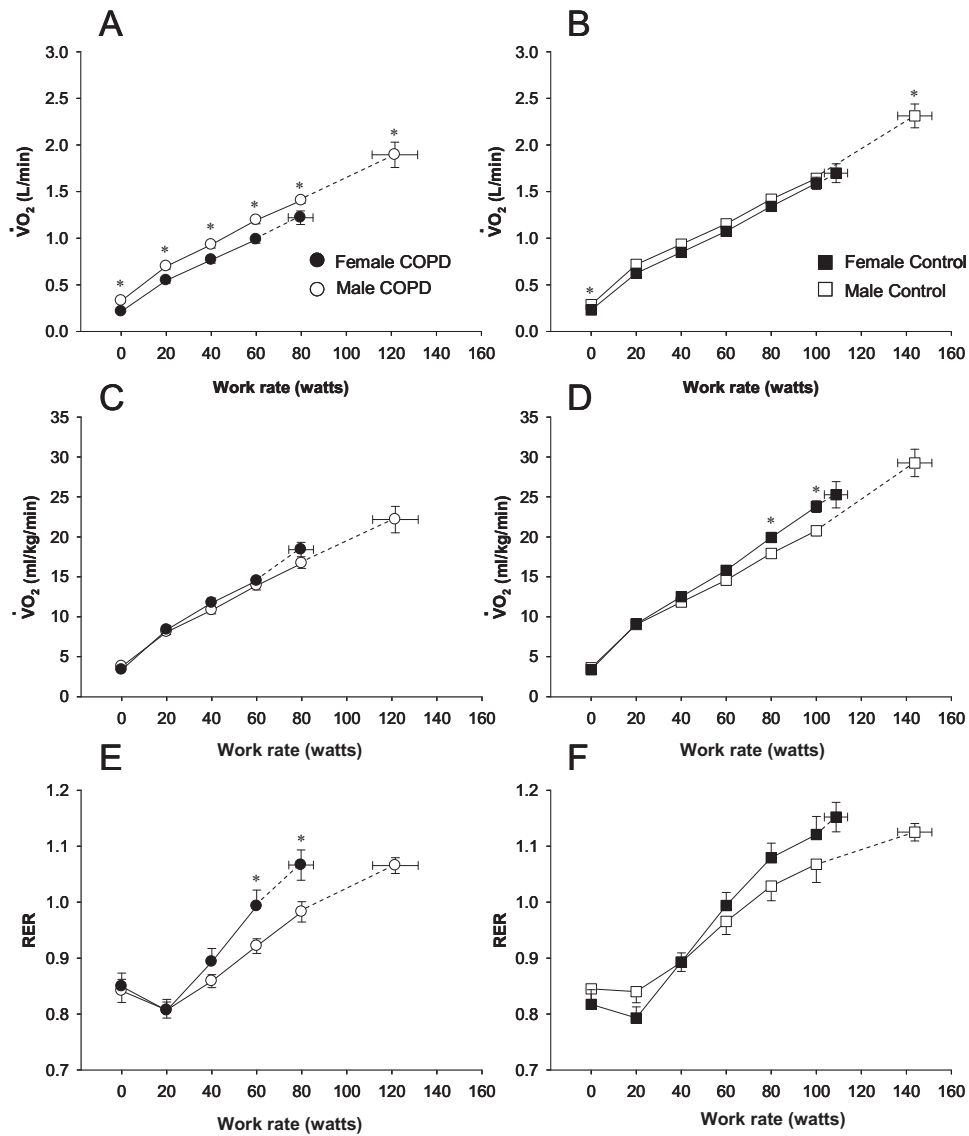 A
B
3.0
2.5
2.0
1.5
1.0
0.5
0.0
V̇O₂ (L/min)
* * * * * *
Female COPD
Male COPD
0 20 40 60 80 100 120 140 160
Work rate (watts)
3.0
2.5
2.0
1.5
1.0
0.5
0.0
V̇O₂ (L/min)
* *
Female Control
Male Control
0 20 40 60 80 100 120 140 160
Work rate (watts)
C
D
35
30
25
20
15
10
5
0
V̇O₂ (ml/kg/min)
0 20 40 60 80 100 120 140 160
Work rate (watts)
35
30
25
20
15
10
5
0
V̇O₂ (ml/kg/min)
* *
0 20 40 60 80 100 120 140 160
Work rate (watts)
E
F
1.2
1.1
1.0
0.9
0.8
0.7
RER
* *
0 20 40 60 80 100 120 140 160
Work rate (watts)
1.2
1.1
1.0
0.9
0.8
0.7
RER
0 20 40 60 80 100 120 140 160
Work rate (watts)